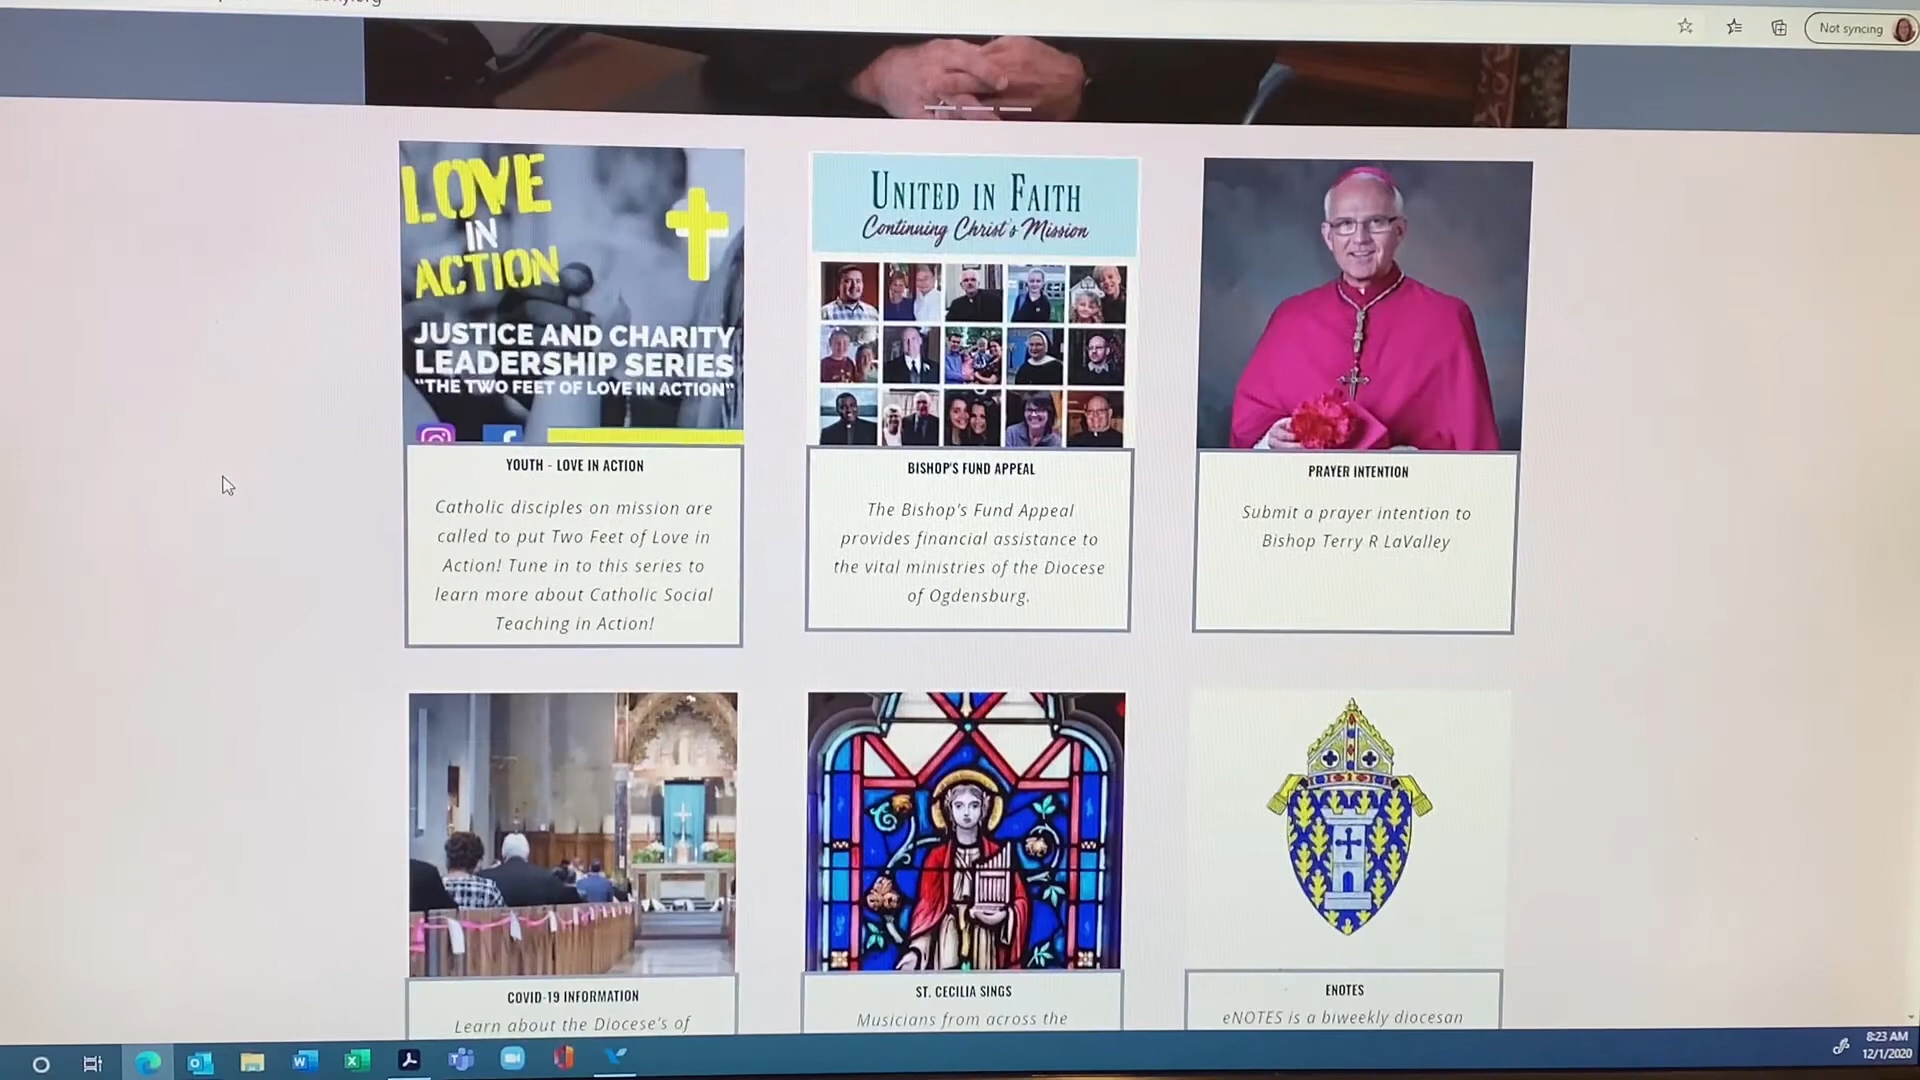 Not syncing
LOVE
IN
ACTION
JUSTICE AND CHARITY
LEADERSHIP SERIES
"THE TWO FEET OF LOVE IN ACTION"
YOUTH - LOVE IN ACTION
Catholic disciples on mission are
called to put Two Feet of Love in
Action! Tune in to this series to
learn more about Catholic Social
Teaching in Action!
UNITED IN FAITH
Continuing Christ's Mission
BISHOP'S FUND APPEAL
The Bishop's Fund Appeal
provides financial assistance to
the vital ministries of the Diocese
of Ogdensburg.
PRAYER INTENTION
Submit a prayer intention to
Bishop Terry R LaValley
COVID-19 INFORMATION
Learn about the Diocese's of
ST. CECILIA SINGS
Musicians from across the
ENOTES
eNOTES is a biweekly diocesan
8:23 AM
12/1/2020